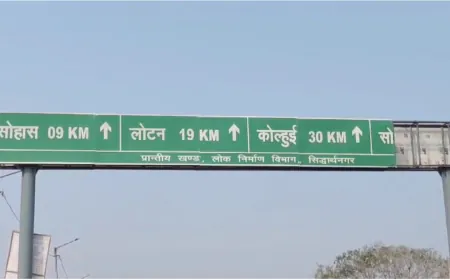 सोहास 09 KM ↑ लोटन 19 KM ↑ कोल्हुई 30 KM ↑ सो
प्रान्तीय खण्ड, लोक निर्माण विभाग, सिद्धार्थनगर